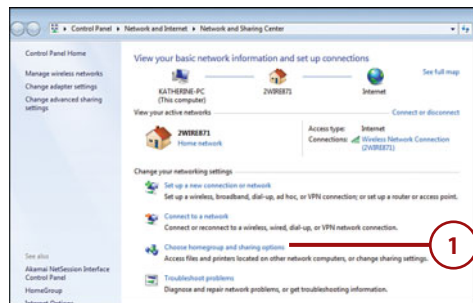 Control Panel ▸ Network and Internet ▸ Network and Sharing Center
Control Panel Home
Manage wireless networks
Change adapter settings
Change advanced sharing
settings
See also
Akamai NetSession Interface
Control Panel
HomeGroup
Internet Options
View your basic network information and set up connections
See full map
KATHERINE-PC
(This computer)
2WIRE871
Internet
View your active networks
Connect or disconnect
2WIRE871
Home network
Access type: Internet
Connections: Wireless Network Connection
(2WIRE871)
Change your networking settings
Set up a new connection or network
Set up a wireless, broadband, dial-up, ad hoc, or VPN connection; or set up a router or access point.
Connect to a network
Connect or reconnect to a wireless, wired, dial-up, or VPN network connection.
Choose homegroup and sharing options
1
Access files and printers located on other network computers, or change sharing settings.
Troubleshoot problems
Diagnose and repair network problems, or get troubleshooting information.